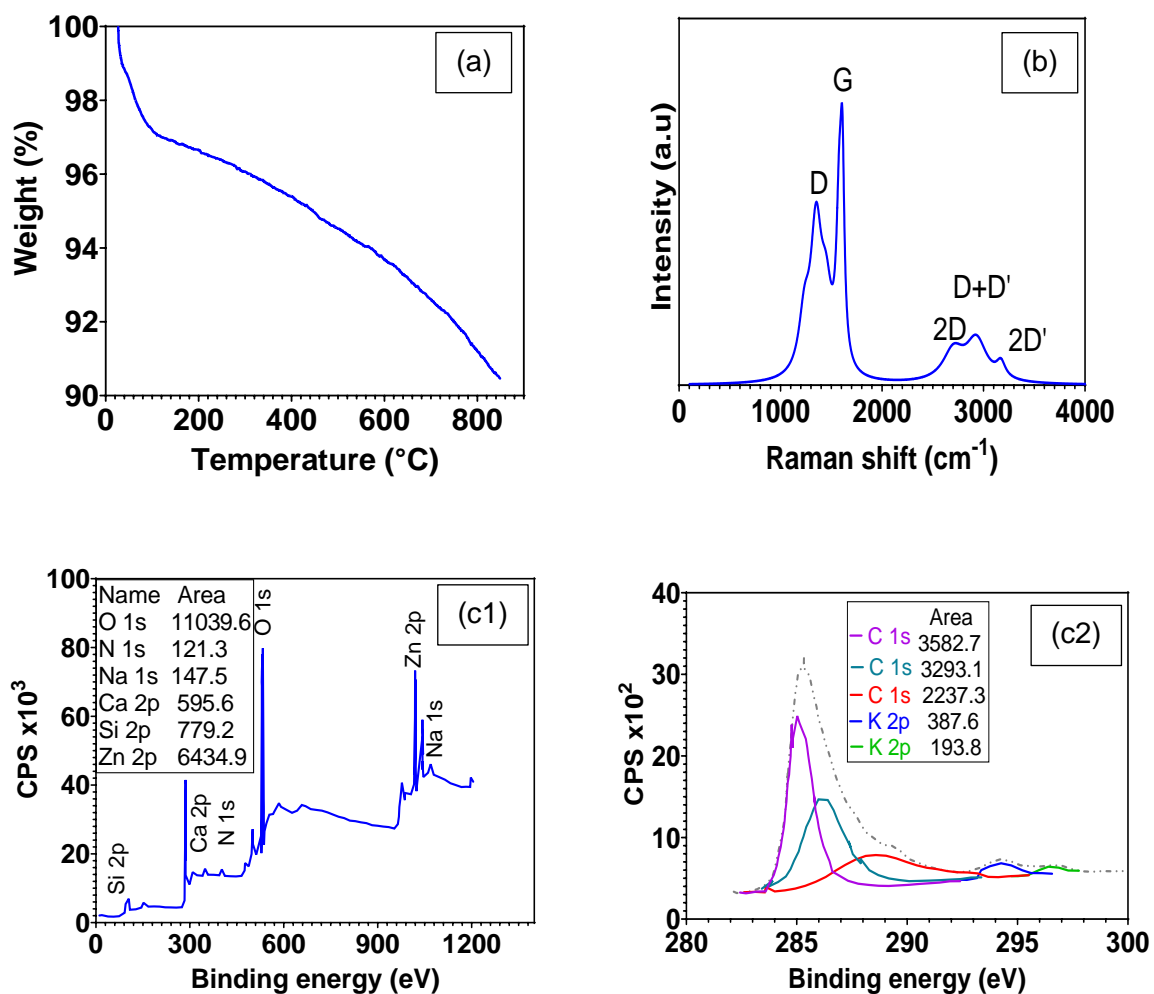 (a)
100
98
96
94
92
90
Weight (%)
0 200 400 600 800
Temperature (°C)
(b)
G
D
D+D'
2D
2D'
Intensity (a.u)
0 1000 2000 3000 4000
Raman shift (cm-1)
(c1)
100
80
60
40
20
0
CPS x10³
Name Area
O 1s 11039.6
N 1s 121.3
Na 1s 147.5
Ca 2p 595.6
Si 2p 779.2
Zn 2p 6434.9
Si 2p
Ca 2p
N 1s
O 1s
Zn 2p
Na 1s
0 300 600 900 1200
Binding energy (eV)
(c2)
40
30
20
10
0
CPS x10²
Area
C 1s 3582.7
C 1s 3293.1
C 1s 2237.3
K 2p 387.6
K 2p 193.8
280 285 290 295 300
Binding energy (eV)